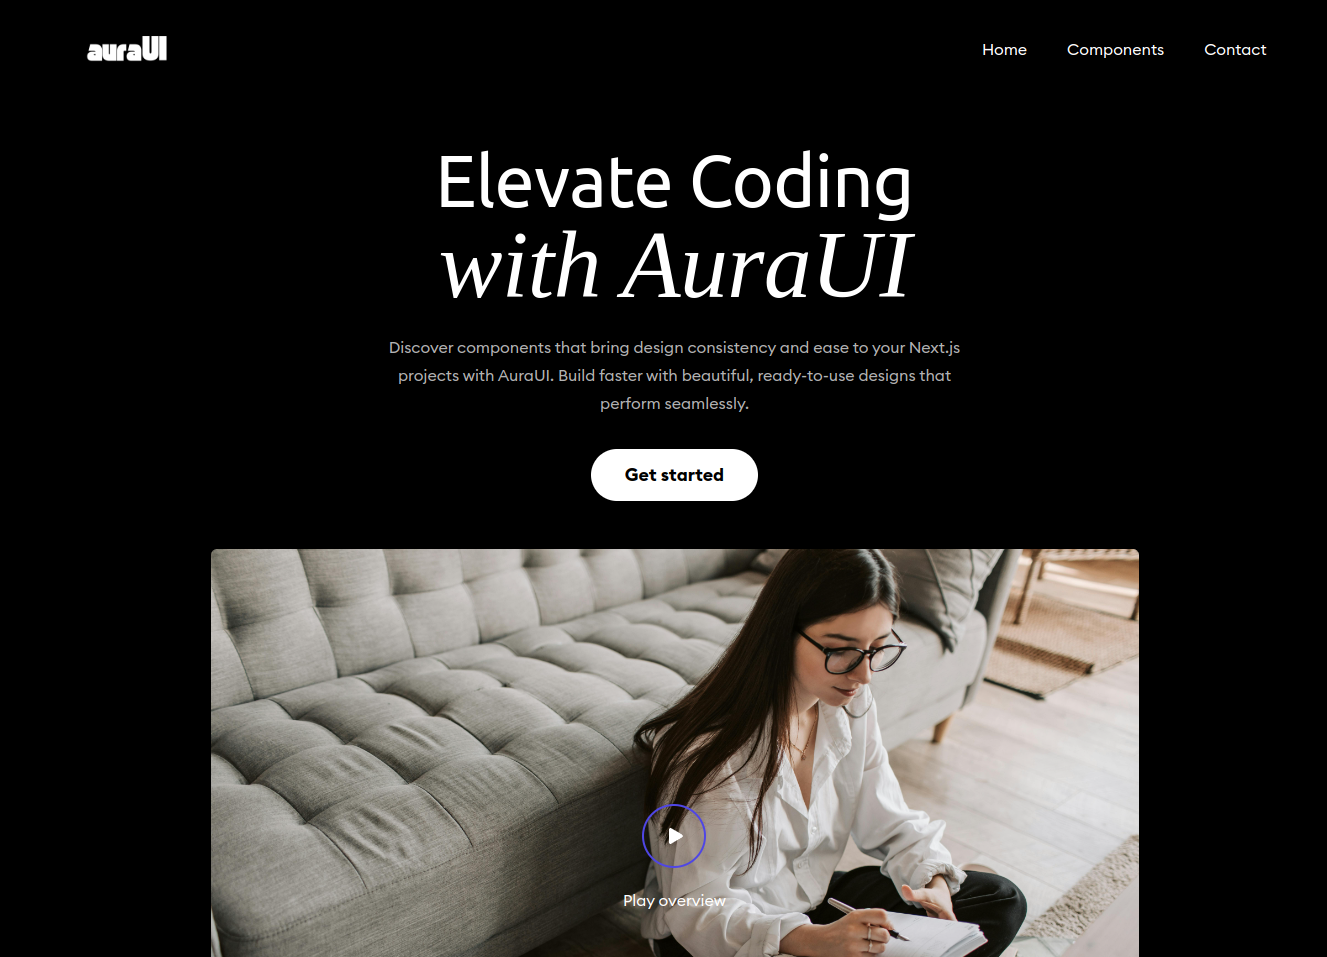 auraUI
Home Components Contact
Elevate Coding
with AuraUI
Discover components that bring design consistency and ease to your Next.js
projects with AuraUI. Build faster with beautiful, ready-to-use designs that
perform seamlessly.
Get started
Play overview